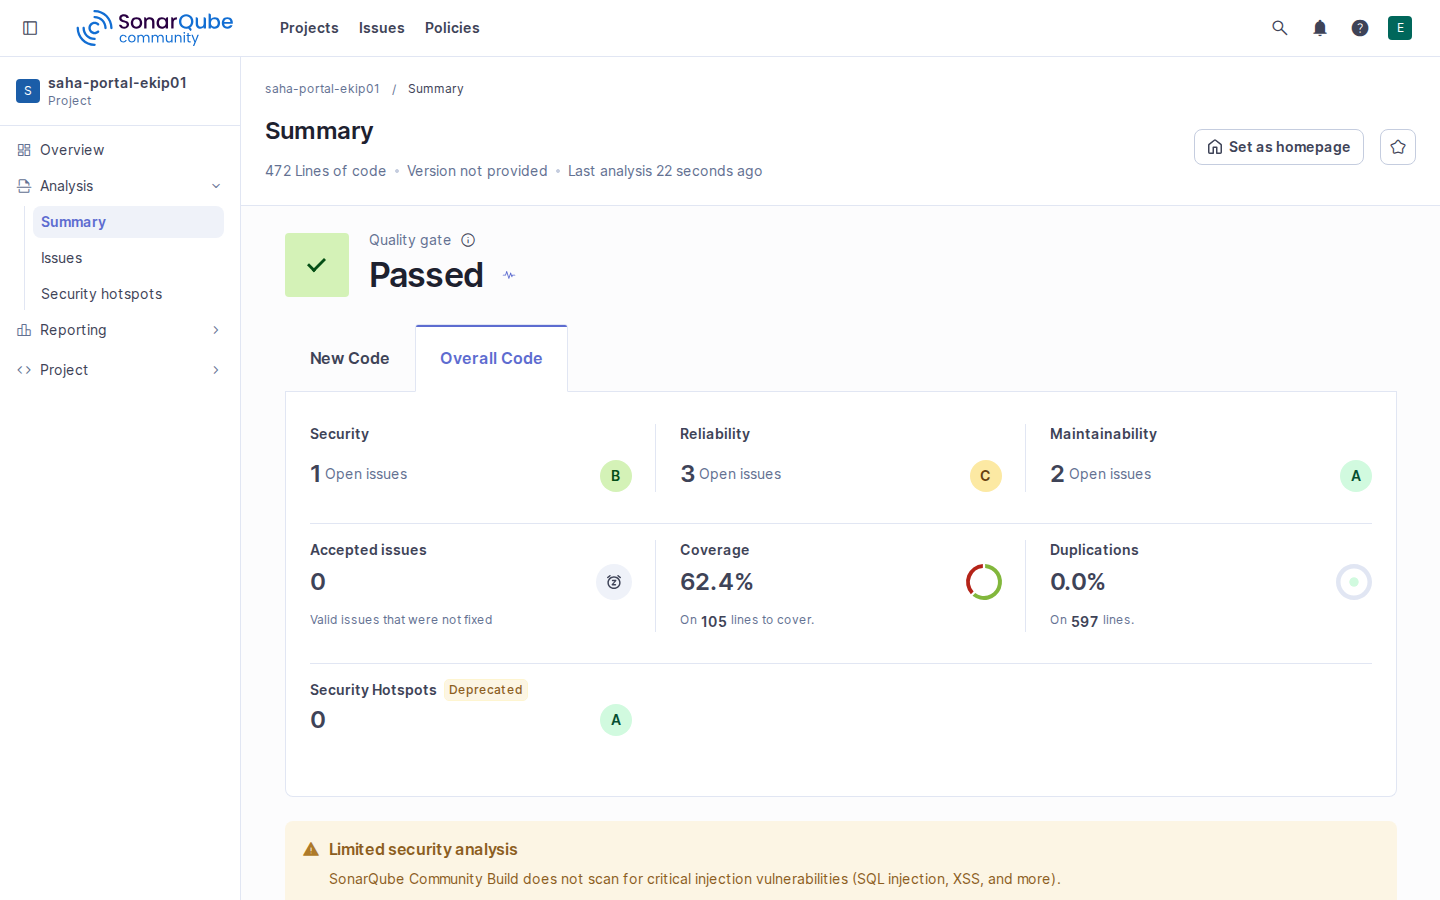 SonarQube community
Projects Issues Policies
? E
S saha-portal-ekip01
Project
Overview
Analysis
Summary
Issues
Security hotspots
Reporting
Project
saha-portal-ekip01 / Summary
Summary
472 Lines of code • Version not provided • Last analysis 22 seconds ago
Set as homepage
Quality gate
Passed
New Code
Overall Code
Security
1 Open issues
B
Reliability
3 Open issues
C
Maintainability
2 Open issues
A
Accepted issues
0
Valid issues that were not fixed
Coverage
62.4%
On 105 lines to cover.
Duplications
0.0%
On 597 lines.
Security Hotspots Deprecated
0
A
Limited security analysis
SonarQube Community Build does not scan for critical injection vulnerabilities (SQL injection, XSS, and more).